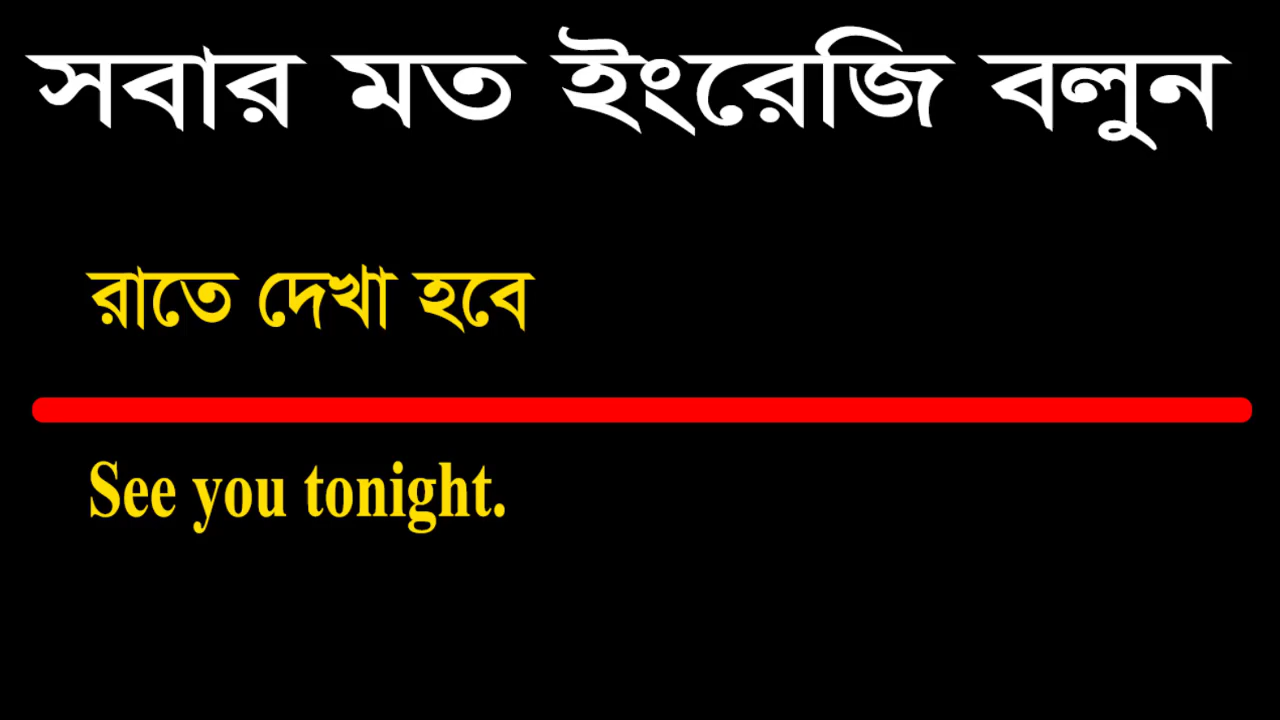 সবার মত ইংরেজি বলুন
রাতে দেখা হবে
See you tonight.